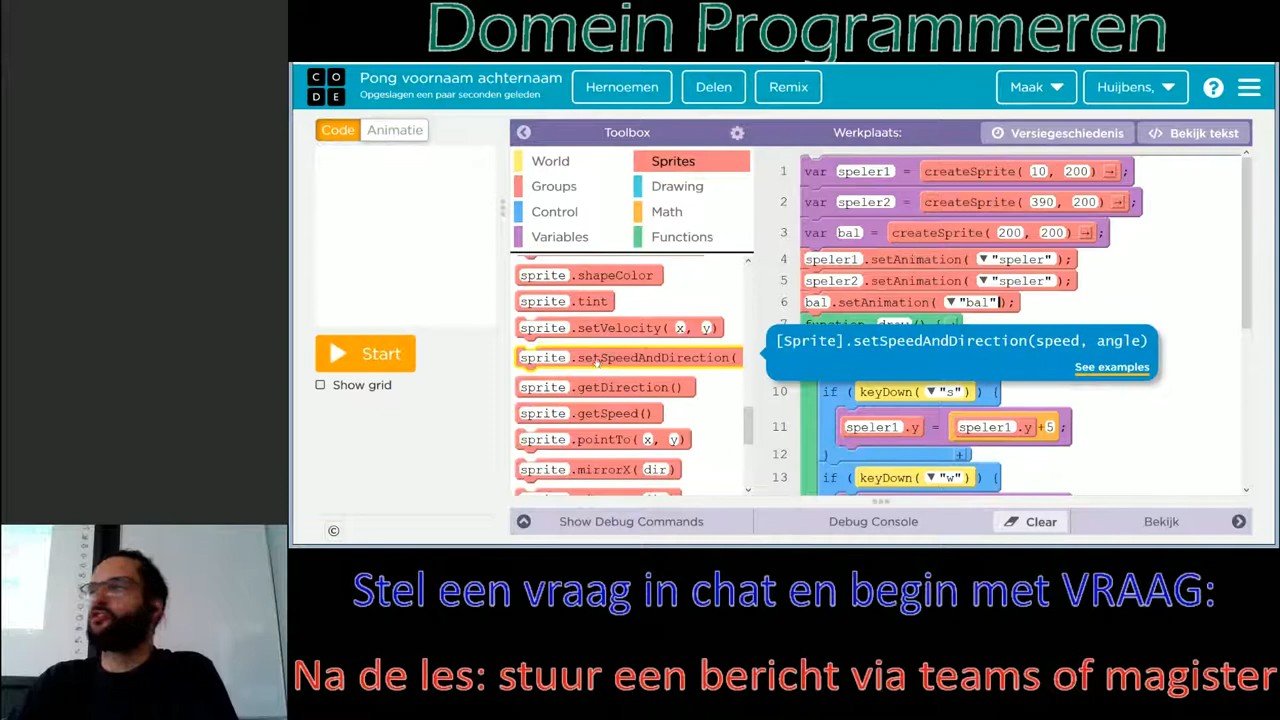 Domein Programmeren
C O
D E
Pong voornaam achternaam
Opgeslagen een paar seconden geleden
Hernoemen
Delen
Remix
Maak
Huijbens,
?
Code
Animatie
Toolbox
Werkplaats:
Versiegeschiedenis
</> Bekijk tekst
World
Sprites
Groups
Drawing
Control
Math
Variables
Functions
sprite.shapeColor
sprite.tint
sprite.setVelocity( x, y)
sprite.setSpeedAndDirection(
sprite.getDirection()
sprite.getSpeed()
sprite.pointTo( x, y)
sprite.mirrorX( dir)
1 var speler1 = createSprite( 10, 200) → ;
2 var speler2 = createSprite( 390, 200) → ;
3 var bal = createSprite( 200, 200) → ;
4 speler1.setAnimation( ▼ "speler" );
5 speler2.setAnimation( ▼ "speler" );
6 bal.setAnimation( ▼ "bal" );
[Sprite].setSpeedAndDirection(speed, angle)
See examples
10 if ( keyDown( ▼ "s" ) ) {
11 speler1.y = speler1.y +5 ;
12 } +
13 if ( keyDown( ▼ "w" ) ) {
Start
Show grid
©
Show Debug Commands
Debug Console
Clear
Bekijk
Stel een vraag in chat en begin met VRAAG:
Na de les: stuur een bericht via teams of magister